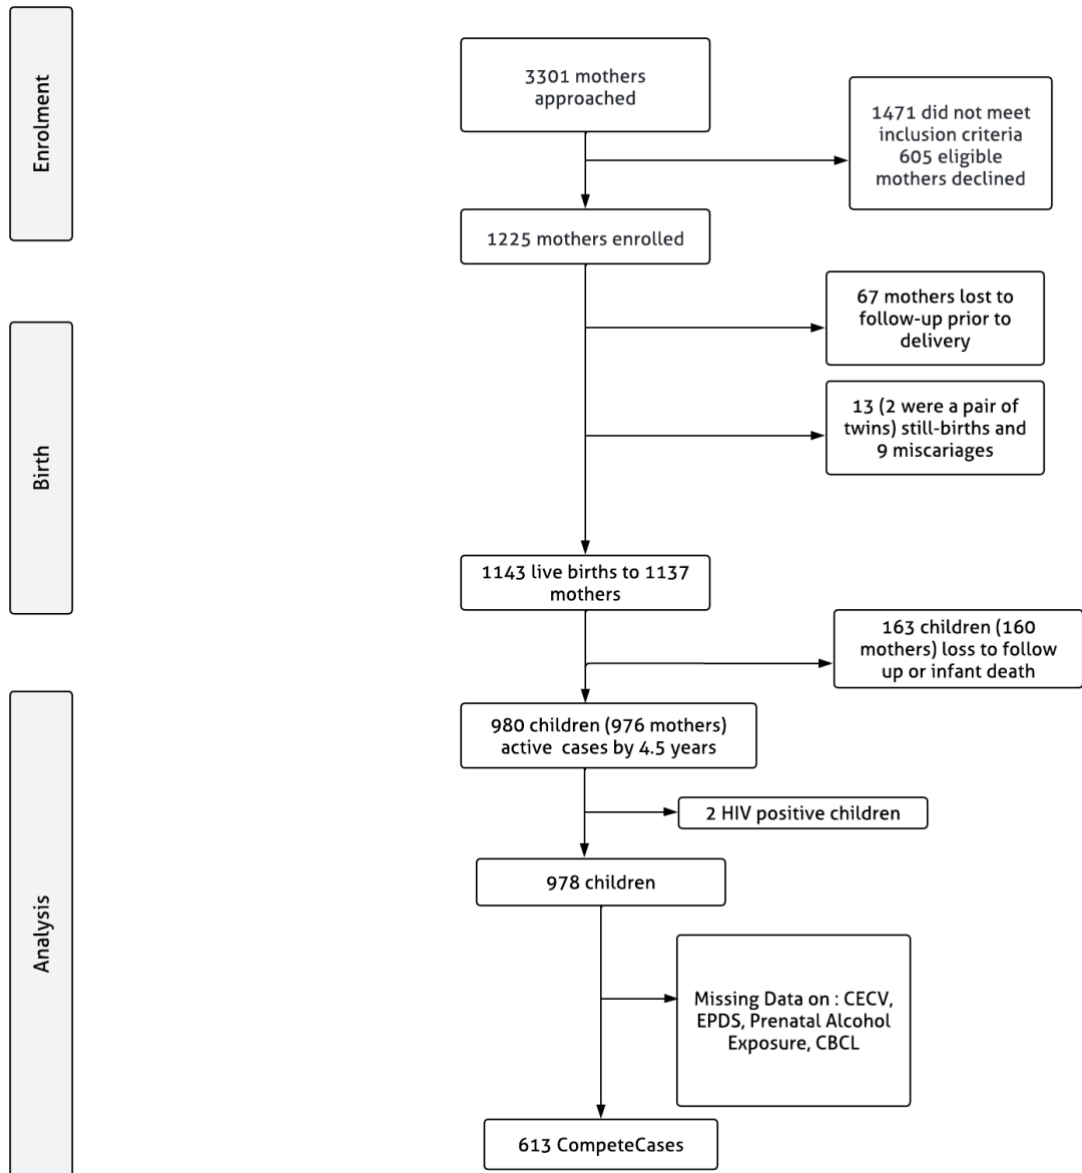 Enrolment
3301 mothers
approached
1471 did not meet
inclusion criteria
605 eligible
mothers declined
1225 mothers enrolled
67 mothers lost to
follow-up prior to
delivery
Birth
13 (2 were a pair of
twins) still-births and
9 miscariages
1143 live births to 1137
mothers
163 children (160
mothers) loss to follow
up or infant death
Analysis
980 children (976 mothers)
active cases by 4.5 years
2 HIV positive children
978 children
Missing Data on : CECV,
EPDS, Prenatal Alcohol
Exposure, CBCL
613 CompeteCases